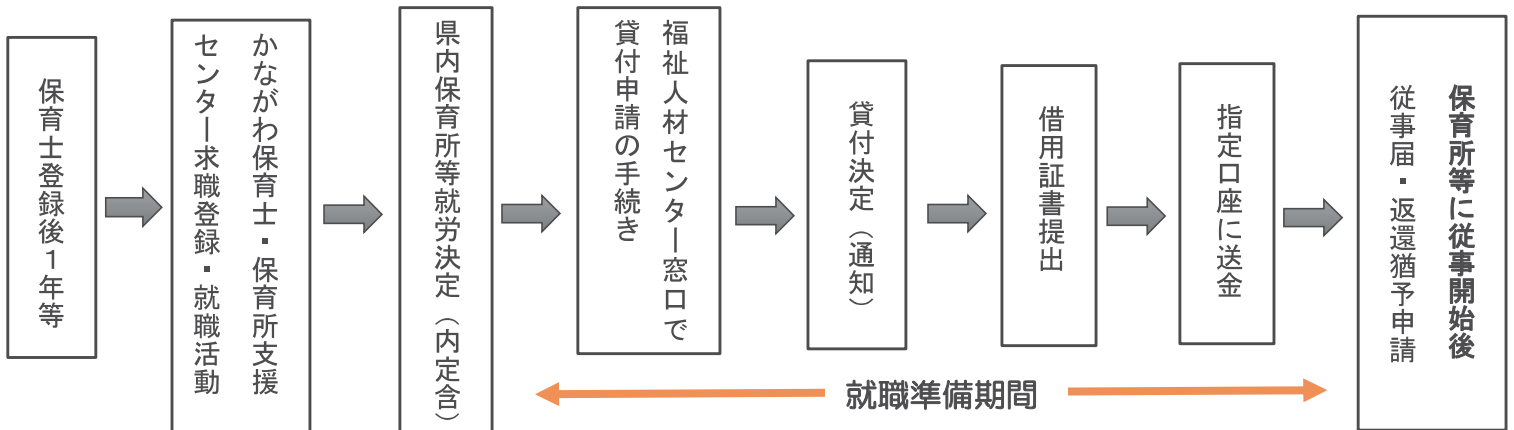 保育士登録後１年等
かながわ保育士・保育所支援
センター求職登録・就職活動
県内保育所等就労決定（内定含）
福祉人材センター窓口で
貸付申請の手続き
貸付決定（通知）
借用証書提出
指定口座に送金
保育所等に従事開始後
従事届・返還猶予申請
就職準備期間